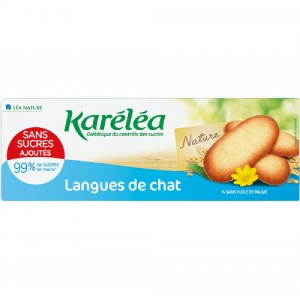 LÉA NATURE
Karéléa
Diététique du contrôle des sucres
SANS
SUCRES
AJOUTÉS
99% de sucres
en moins*
Nature
Langues de chat
SANS HUILE DE PALME